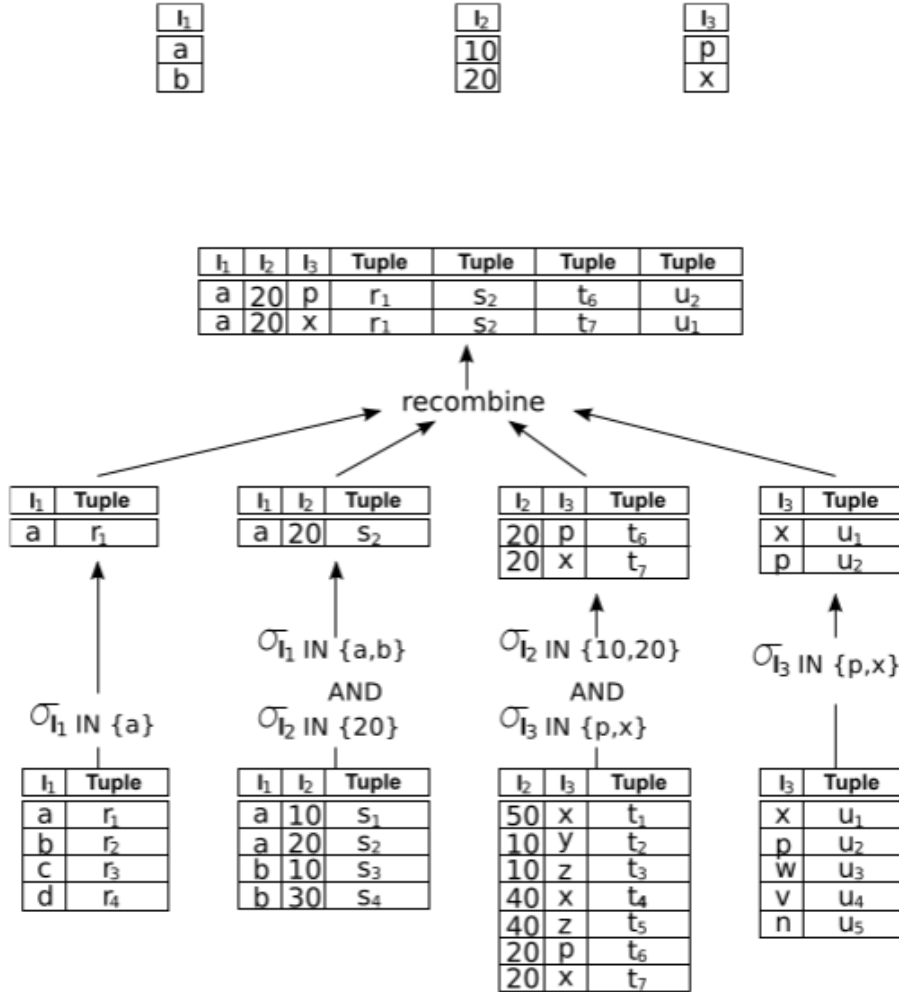 I₁ I₂ I₃
a 10 p
b 20 x
I₁ I₂ I₃ Tuple Tuple Tuple Tuple
a 20 p r₁ s₂ t₆ u₂
a 20 x r₁ s₂ t₇ u₁
recombine
I₁ Tuple I₁ I₂ Tuple I₂ I₃ Tuple I₃ Tuple
a r₁ a 20 s₂ 20 p t₆ x u₁
20 x t₇ p u₂
σI₁ IN {a,b} σI₂ IN {10,20} σI₃ IN {p,x}
AND AND
σI₁ IN {a} σI₂ IN {20} σI₃ IN {p,x}
I₁ Tuple I₁ I₂ Tuple I₂ I₃ Tuple I₃ Tuple
a r₁ a 10 s₁ 50 x t₁ x u₁
b r₂ a 20 s₂ 10 y t₂ p u₂
c r₃ b 10 s₃ 10 z t₃ w u₃
d r₄ b 30 s₄ 40 x t₄ v u₄
40 z t₅ n u₅
20 p t₆
20 x t₇